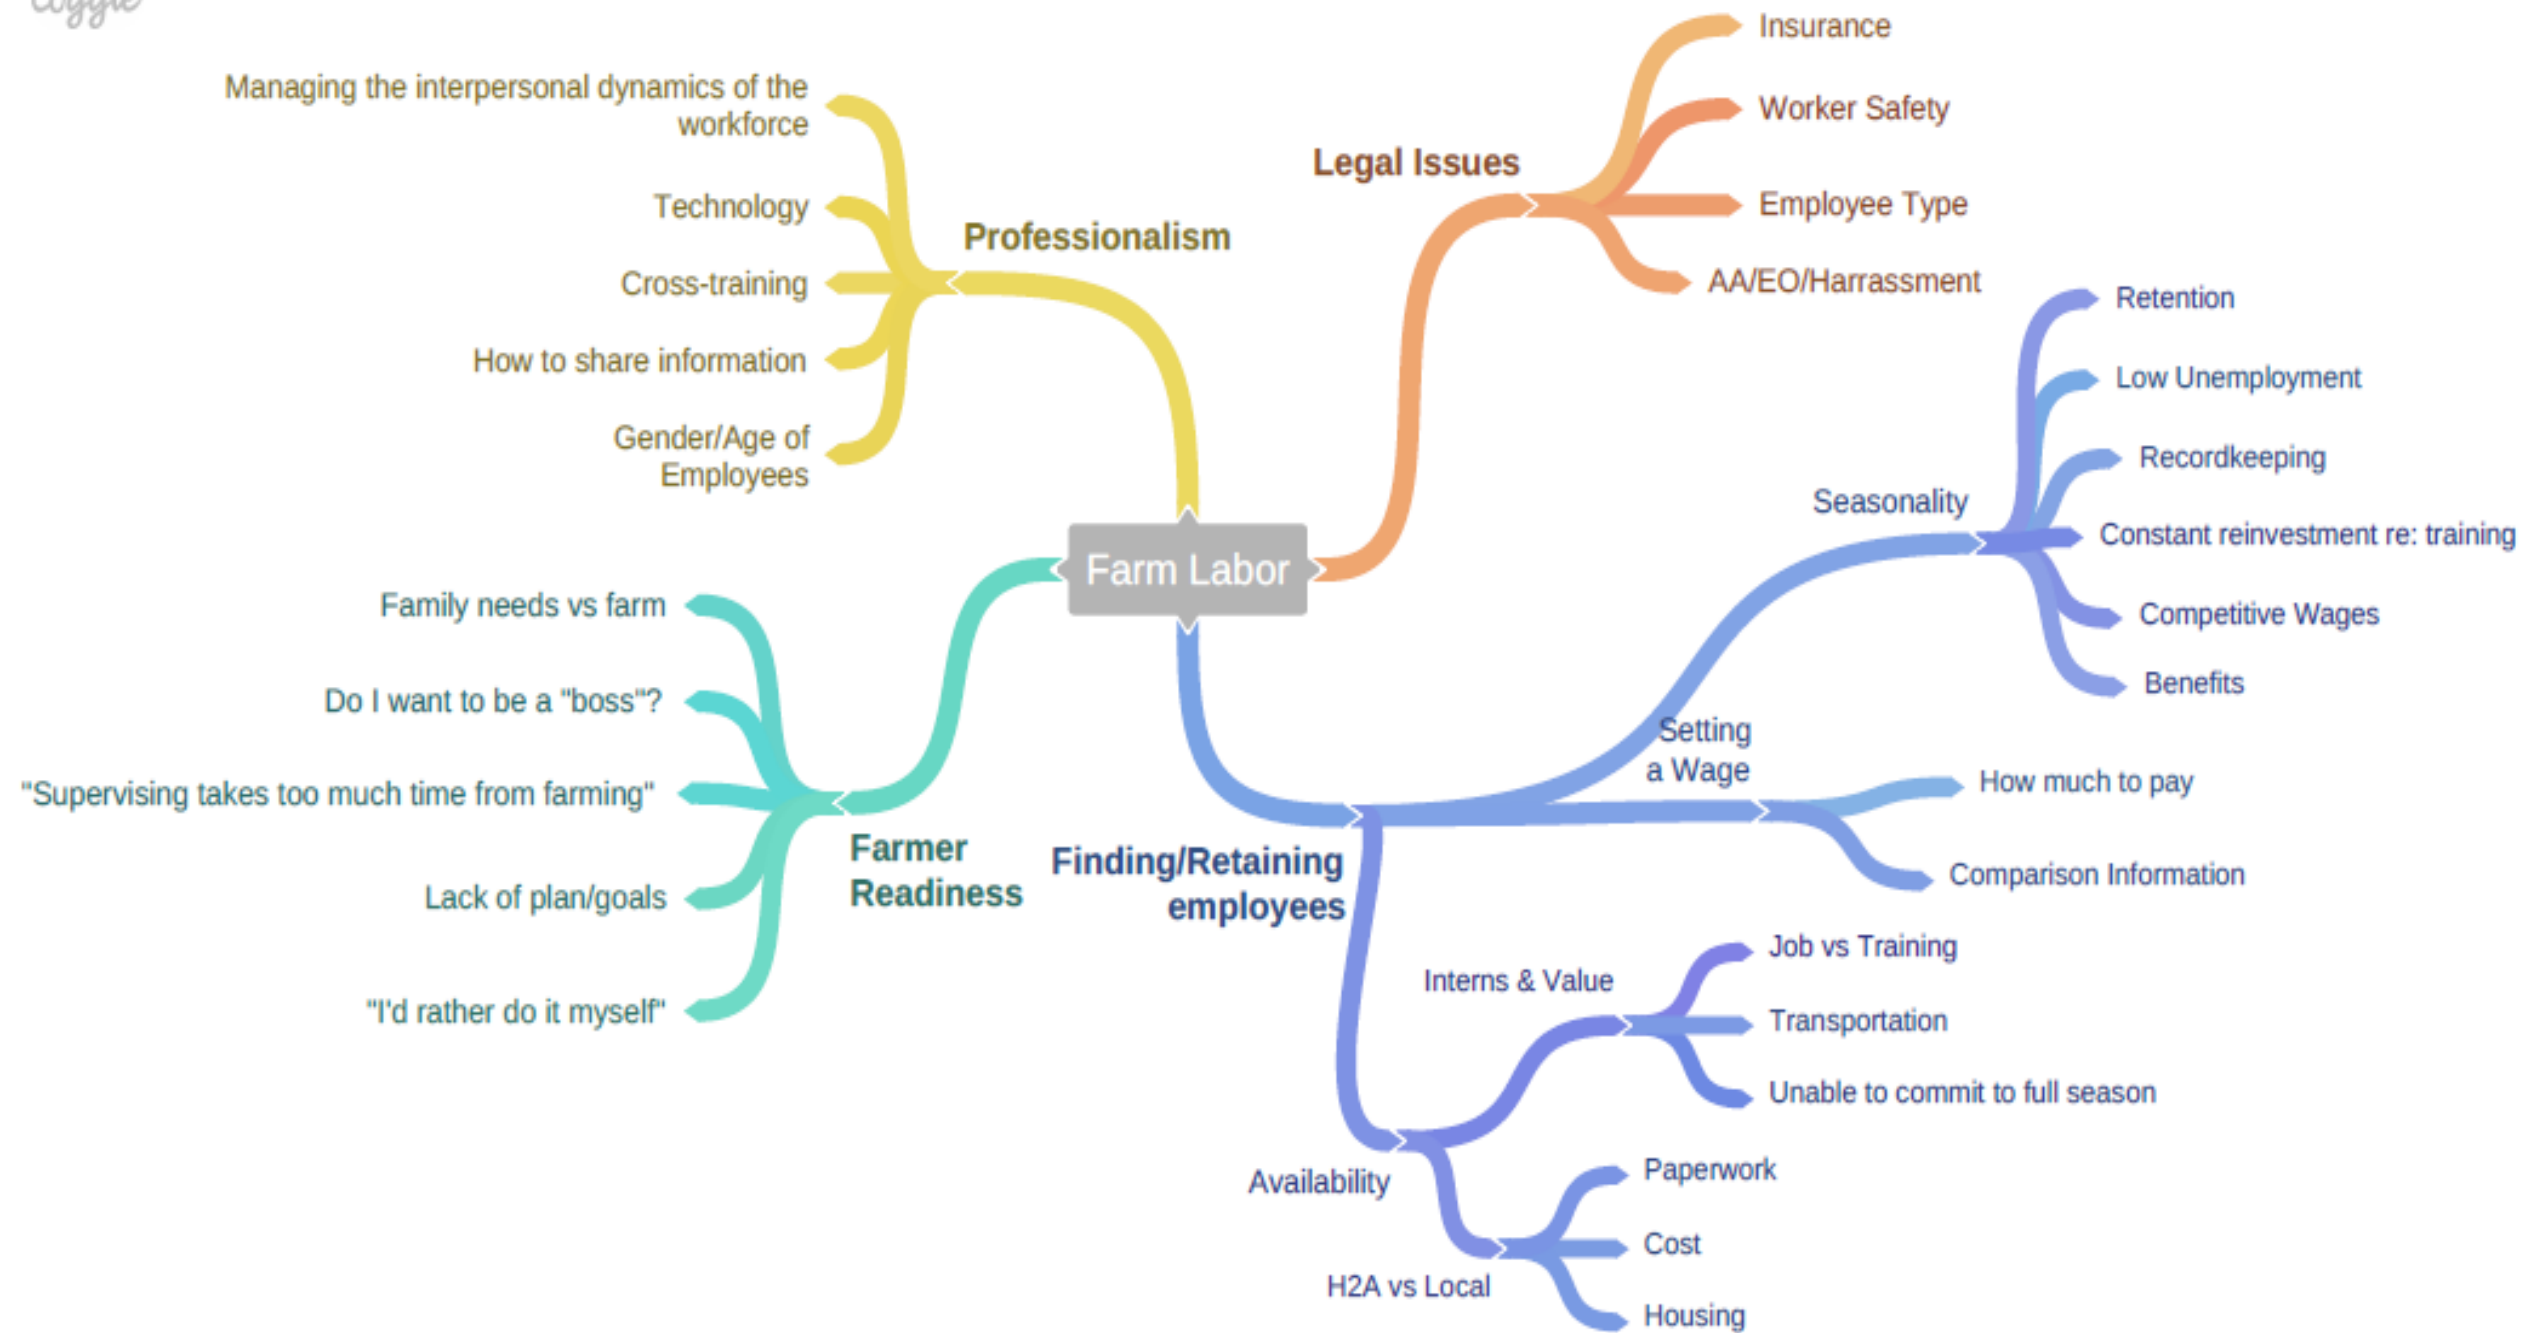 coggle
Managing the interpersonal dynamics of the
workforce
Technology
Cross-training
How to share information
Gender/Age of
Employees
Professionalism
Legal Issues
Insurance
Worker Safety
Employee Type
AA/EO/Harrassment
Farm Labor
Family needs vs farm
Do I want to be a "boss"?
"Supervising takes too much time from farming"
Lack of plan/goals
"I'd rather do it myself"
Farmer
Readiness
Finding/Retaining
employees
Seasonality
Retention
Low Unemployment
Recordkeeping
Constant reinvestment re: training
Competitive Wages
Benefits
Setting
a Wage
How much to pay
Comparison Information
Availability
Interns & Value
Job vs Training
Transportation
Unable to commit to full season
H2A vs Local
Paperwork
Cost
Housing